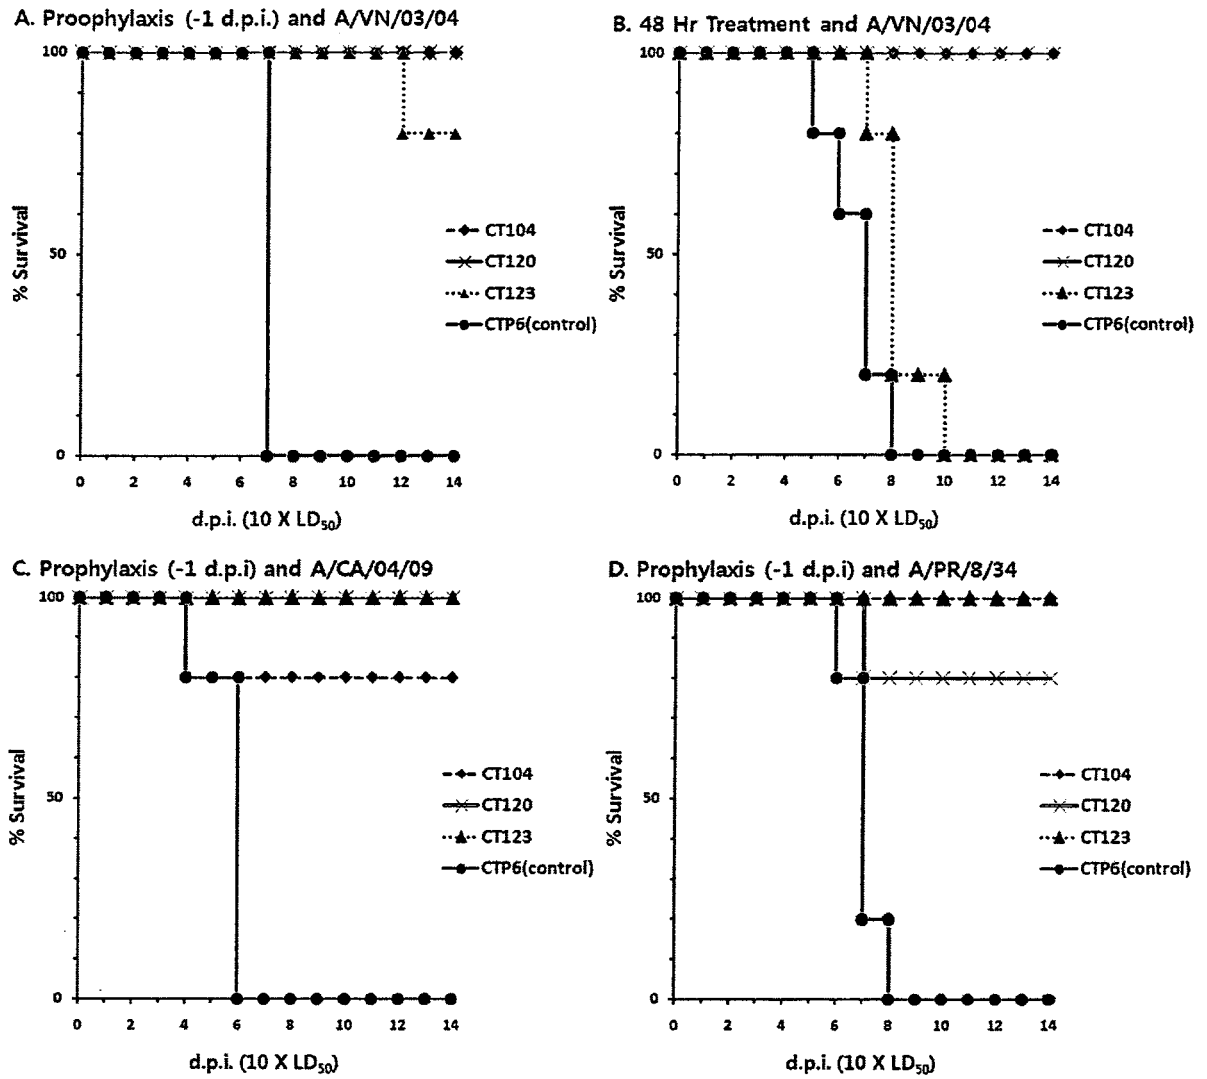 A. Proophylaxis (-1 d.p.i.) and A/VN/03/04
100
50
0
% Survival
0 2 4 6 8 10 12 14
d.p.i. (10 X LD₅₀)
CT104
CT120
CT123
CTP6(control)
B. 48 Hr Treatment and A/VN/03/04
100
50
0
% Survival
0 2 4 6 8 10 12 14
d.p.i. (10 X LD₅₀)
CT104
CT120
CT123
CTP6(control)
C. Prophylaxis (-1 d.p.i) and A/CA/04/09
100
50
0
% Survival
0 2 4 6 8 10 12 14
d.p.i. (10 X LD₅₀)
CT104
CT120
CT123
CTP6(control)
D. Prophylaxis (-1 d.p.i) and A/PR/8/34
100
50
0
% Survival
0 2 4 6 8 10 12 14
d.p.i. (10 X LD₅₀)
CT104
CT120
CT123
CTP6(control)